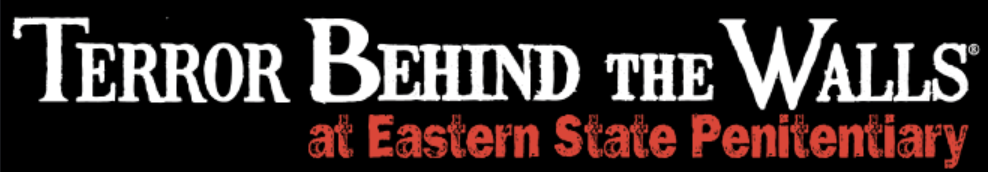 TERROR BEHIND THE WALLS®
at Eastern State Penitentiary